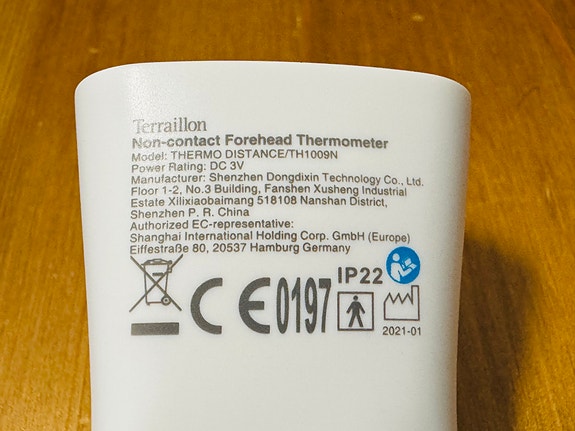 Terraillon
Non-contact Forehead Thermometer
Model: THERMO DISTANCE/TH1009N
Power Rating: DC 3V
Manufacturer: Shenzhen Dongdixin Technology Co., Ltd.
Floor 1-2, No.3 Building, Fanshen Xusheng Industrial
Estate Xilixiaobaimang 518108 Nanshan District,
Shenzhen P. R. China
Authorized EC-representative:
Shanghai International Holding Corp. GmbH (Europe)
Eiffestraße 80, 20537 Hamburg Germany
IP22
CE0197
2021-01